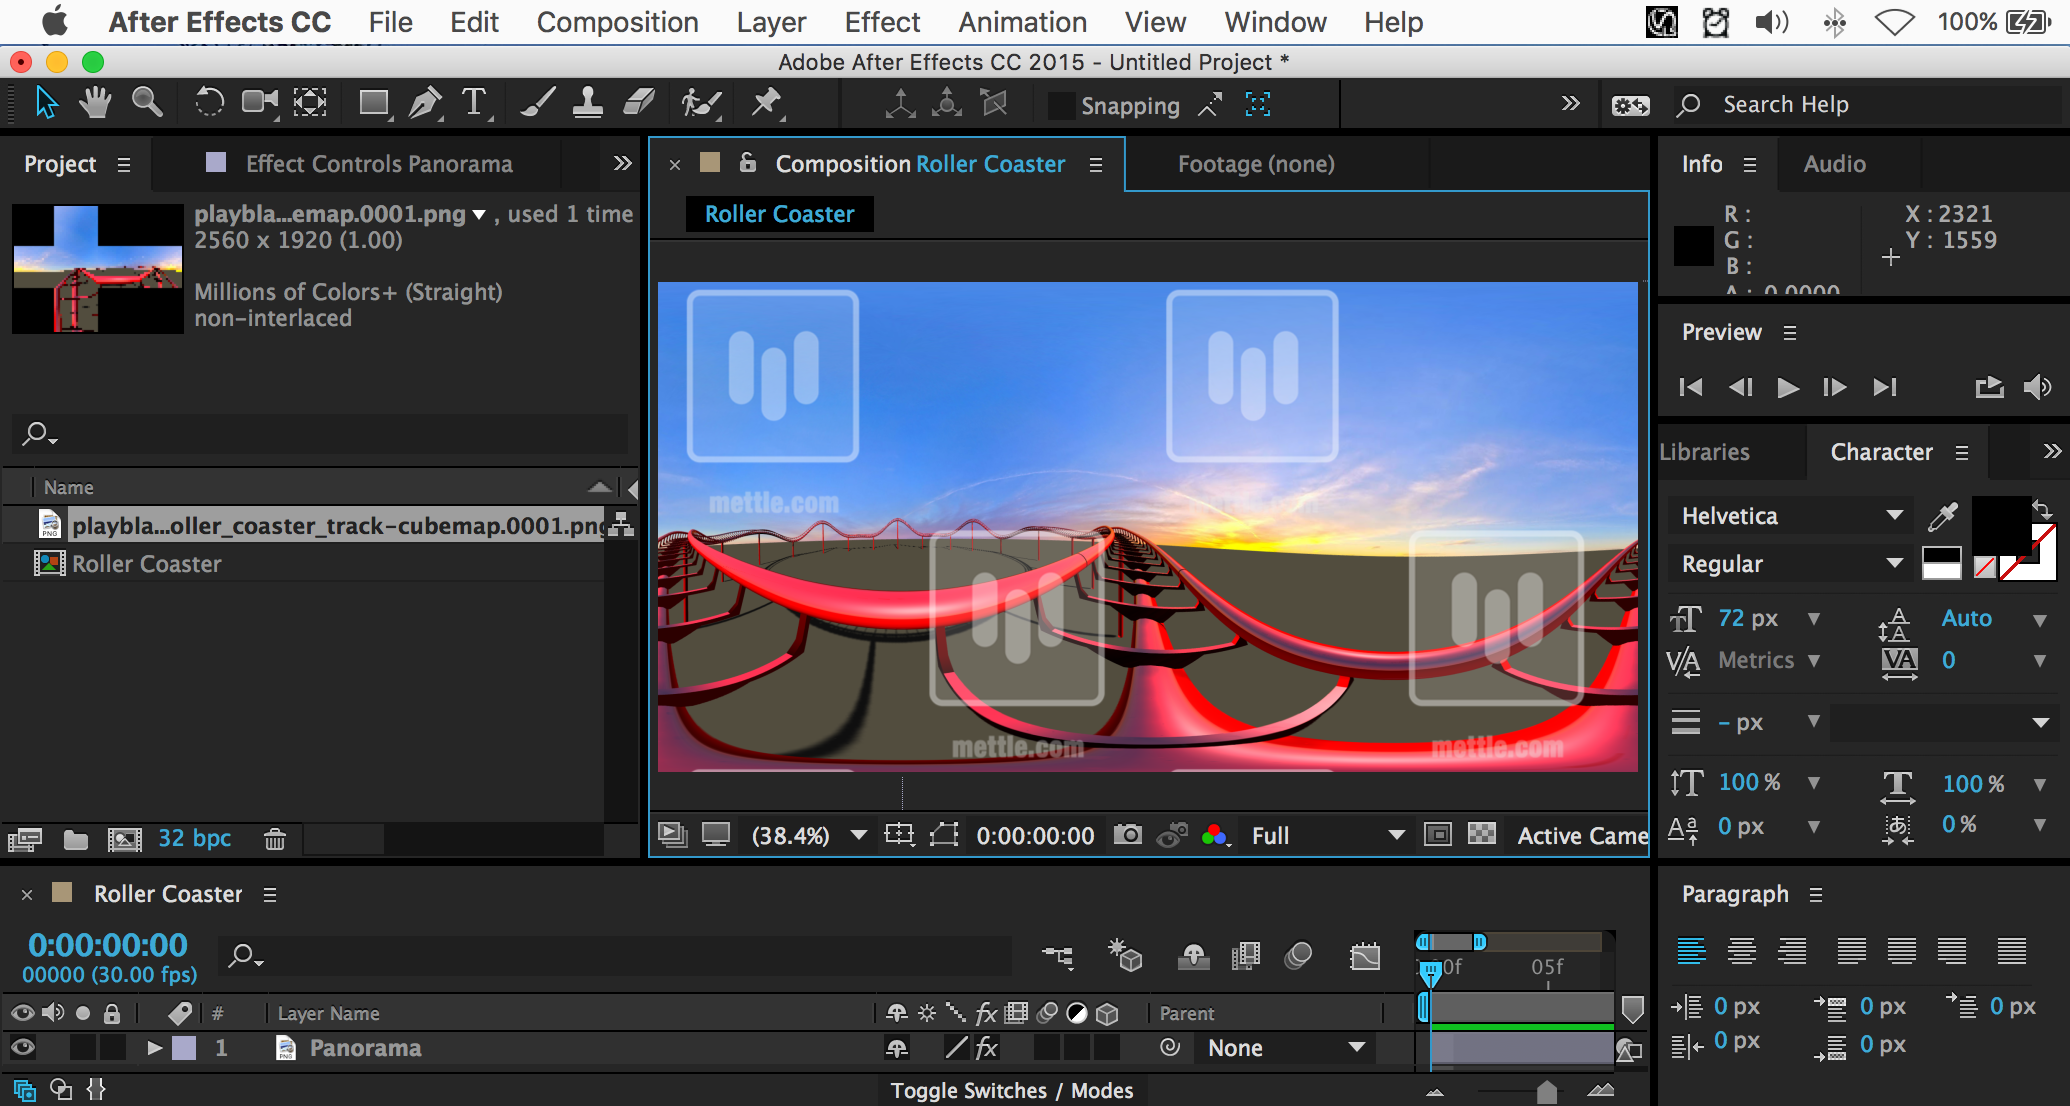 After Effects CC File Edit Composition Layer Effect Animation View Window Help 100%
Adobe After Effects CC 2015 - Untitled Project *
Snapping Search Help
Project Effect Controls Panorama
playbla...emap.0001.png , used 1 time
2560 x 1920 (1.00)
Millions of Colors+ (Straight)
non-interlaced
Name
playbla...oller_coaster_track-cubemap.0001.png
Roller Coaster
32 bpc
Composition Roller Coaster Footage (none)
Roller Coaster
mettle.com
mettle.com
mettle.com
(38.4%) 0:00:00:00 Full Active Came
Info Audio
R :
G :
B :
A : 0.0000
X : 2321
Y : 1559
Preview
Libraries Character
Helvetica
Regular
72 px Auto
Metrics 0
- px
100 % 100 %
0 px 0 %
Roller Coaster
0:00:00:00
00000 (30.00 fps)
:00f 05f
# Layer Name Parent
1 Panorama None
Toggle Switches / Modes
Paragraph
0 px 0 px 0 px
0 px 0 px